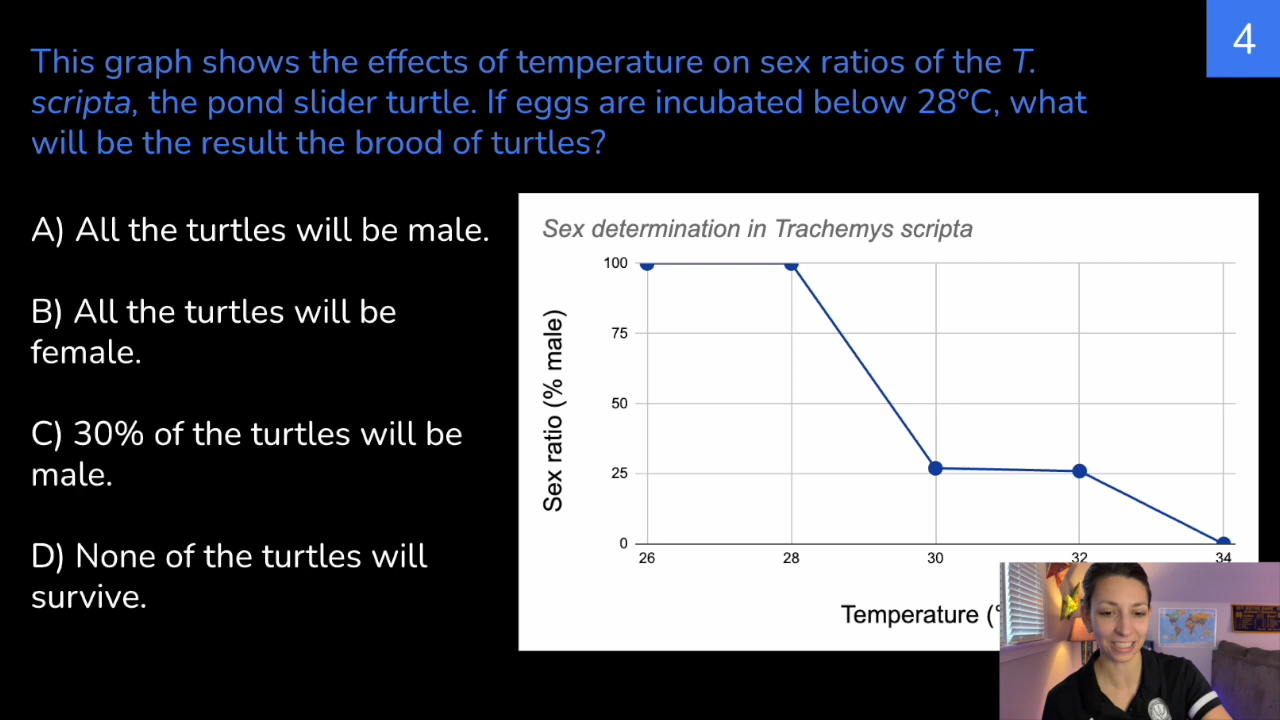 4
This graph shows the effects of temperature on sex ratios of the T.
scripta, the pond slider turtle. If eggs are incubated below 28°C, what
will be the result the brood of turtles?
A) All the turtles will be male.
B) All the turtles will be
female.
C) 30% of the turtles will be
male.
D) None of the turtles will
survive.
Sex determination in Trachemys scripta
Sex ratio (% male)
100
75
50
25
0
26 28 30 32 34
Temperature (°